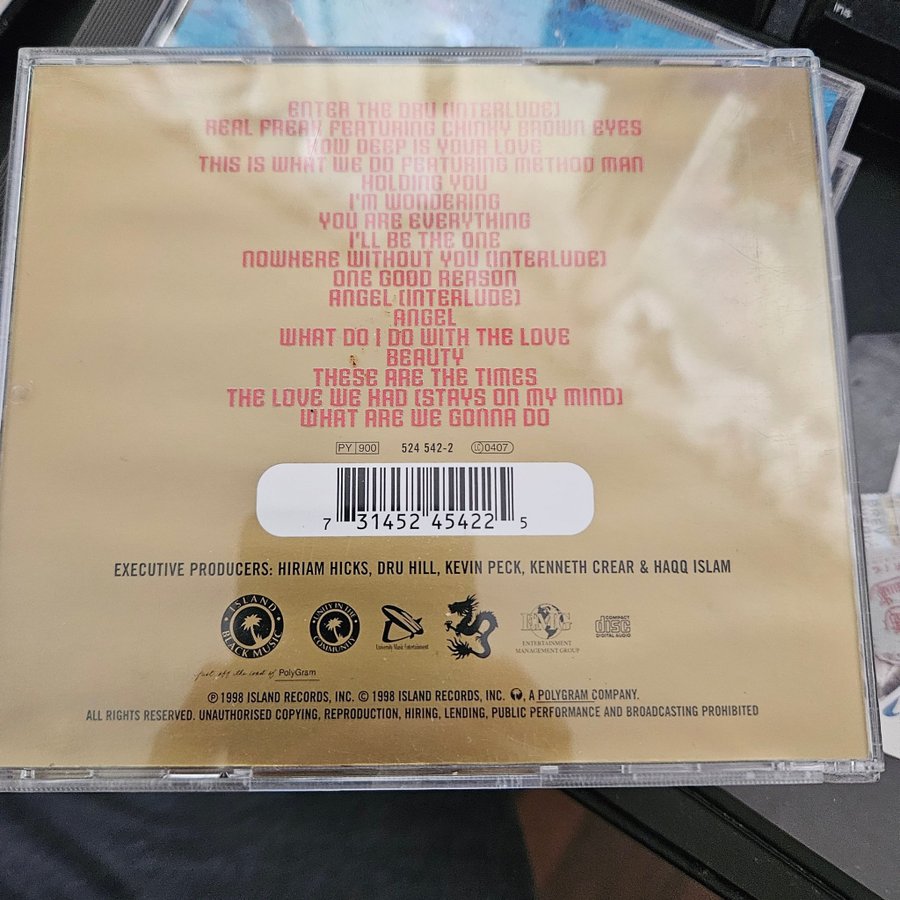 ENTER THE DRU (INTERLUDE)
REAL FREAK FEATURING CHINKY BROWN EYES
HOW DEEP IS YOUR LOVE
THIS IS WHAT WE DO FEATURING METHOD MAN
HOLDING YOU
I'M WONDERING
YOU ARE EVERYTHING
I'LL BE THE ONE
NOWHERE WITHOUT YOU (INTERLUDE)
ONE GOOD REASON
ANGEL (INTERLUDE)
ANGEL
WHAT DO I DO WITH THE LOVE
BEAUTY
THESE ARE THE TIMES
THE LOVE WE HAD (STAYS ON MY MIND)
WHAT ARE WE GONNA DO
PY 900 524 542-2 LC 0407
7 31452 45422 5
EXECUTIVE PRODUCERS: HIRIAM HICKS, DRU HILL, KEVIN PECK, KENNETH CREAR & HAQQ ISLAM
ISLAND BLACK MUSIC
UNITY IN THE COMMUNITY
University Music Entertainment
EMG ENTERTAINMENT MANAGEMENT GROUP
COMPACT disc DIGITAL AUDIO
just off the coast of PolyGram
℗ 1998 ISLAND RECORDS, INC. © 1998 ISLAND RECORDS, INC. A POLYGRAM COMPANY.
ALL RIGHTS RESERVED. UNAUTHORISED COPYING, REPRODUCTION, HIRING, LENDING, PUBLIC PERFORMANCE AND BROADCASTING PROHIBITED
Ins